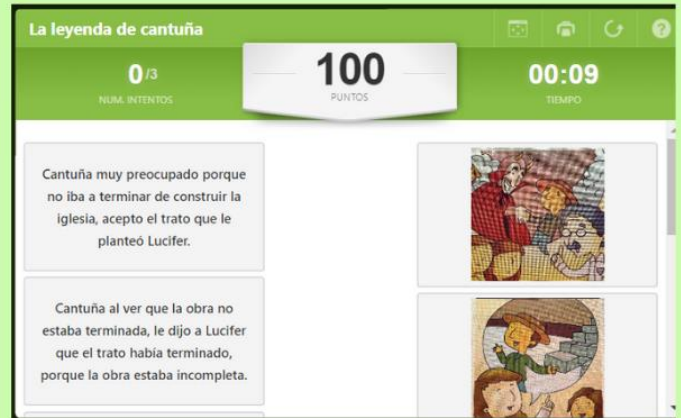 La leyenda de cantuña
0/3
NUM. INTENTOS
100
PUNTOS
00:09
TIEMPO
Cantuña muy preocupado porque
no iba a terminar de construir la
iglesia, acepto el trato que le
planteó Lucifer.
Cantuña al ver que la obra no
estaba terminada, le dijo a Lucifer
que el trato había terminado,
porque la obra estaba incompleta.